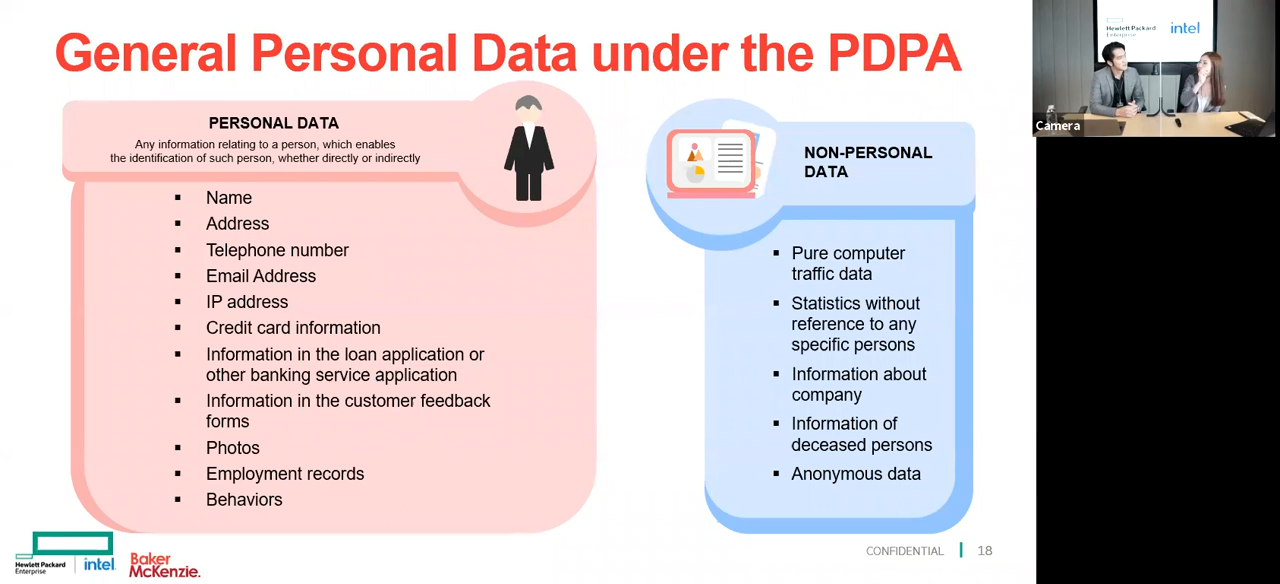 General Personal Data under the PDPA
PERSONAL DATA
Any information relating to a person, which enables
the identification of such person, whether directly or indirectly
▪ Name
▪ Address
▪ Telephone number
▪ Email Address
▪ IP address
▪ Credit card information
▪ Information in the loan application or
other banking service application
▪ Information in the customer feedback
forms
▪ Photos
▪ Employment records
▪ Behaviors
NON-PERSONAL
DATA
▪ Pure computer
traffic data
▪ Statistics without
reference to any
specific persons
▪ Information about
company
▪ Information of
deceased persons
▪ Anonymous data
Hewlett Packard
Enterprise
intel
Camera
Hewlett Packard
Enterprise
intel.
Baker
McKenzie.
CONFIDENTIAL
18